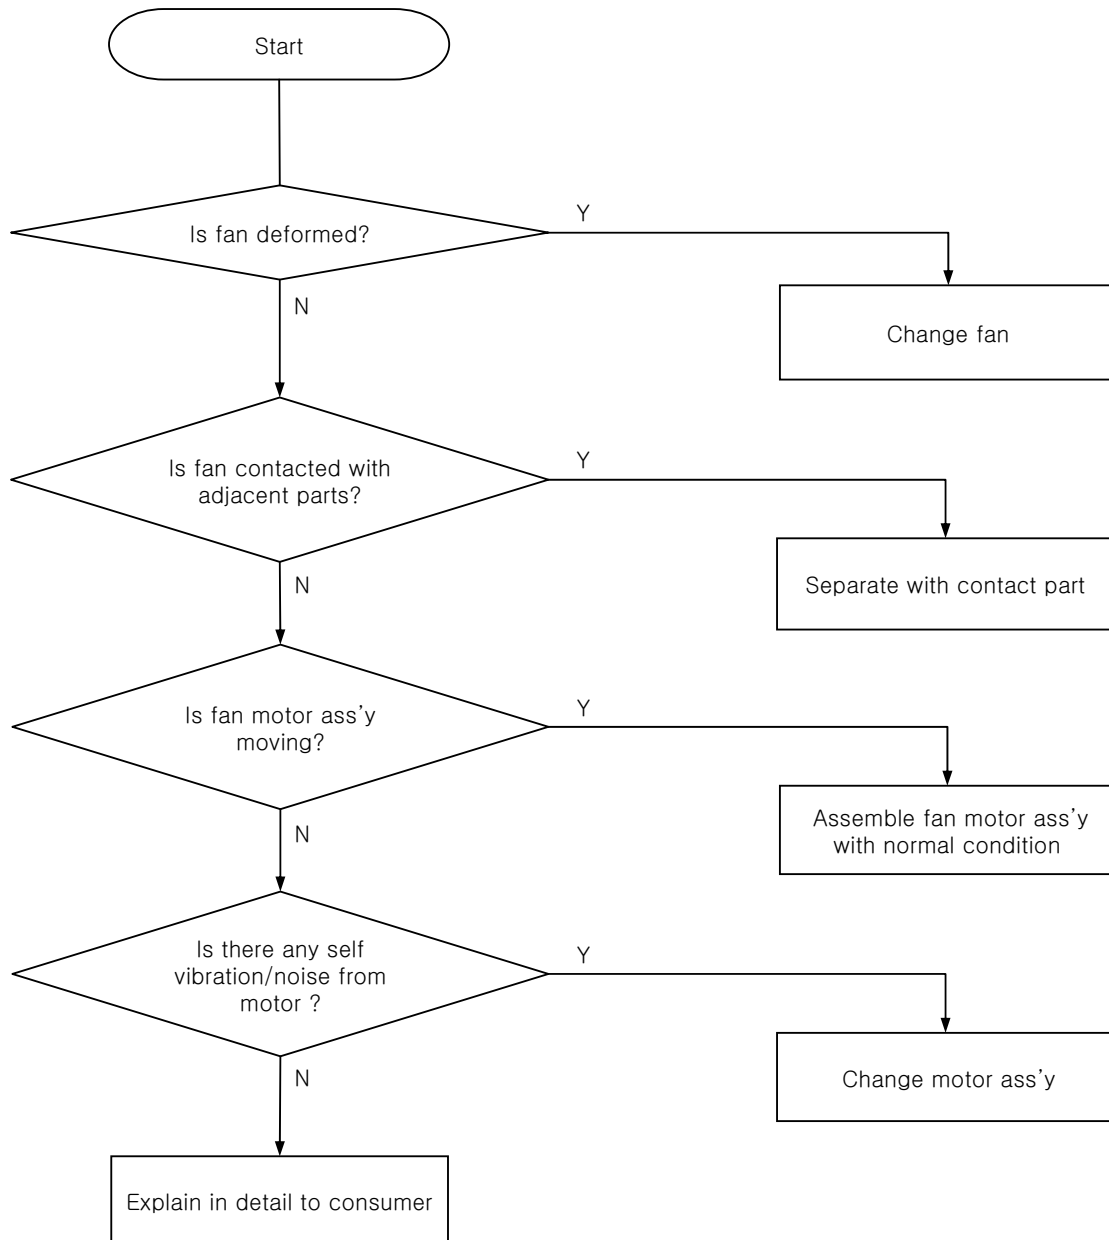 Start
Is fan deformed?
Y
N
Change fan
Is fan contacted with
adjacent parts?
Y
N
Separate with contact part
Is fan motor ass'y
moving?
Y
N
Assemble fan motor ass'y
with normal condition
Is there any self
vibration/noise from
motor ?
Y
N
Change motor ass'y
Explain in detail to consumer